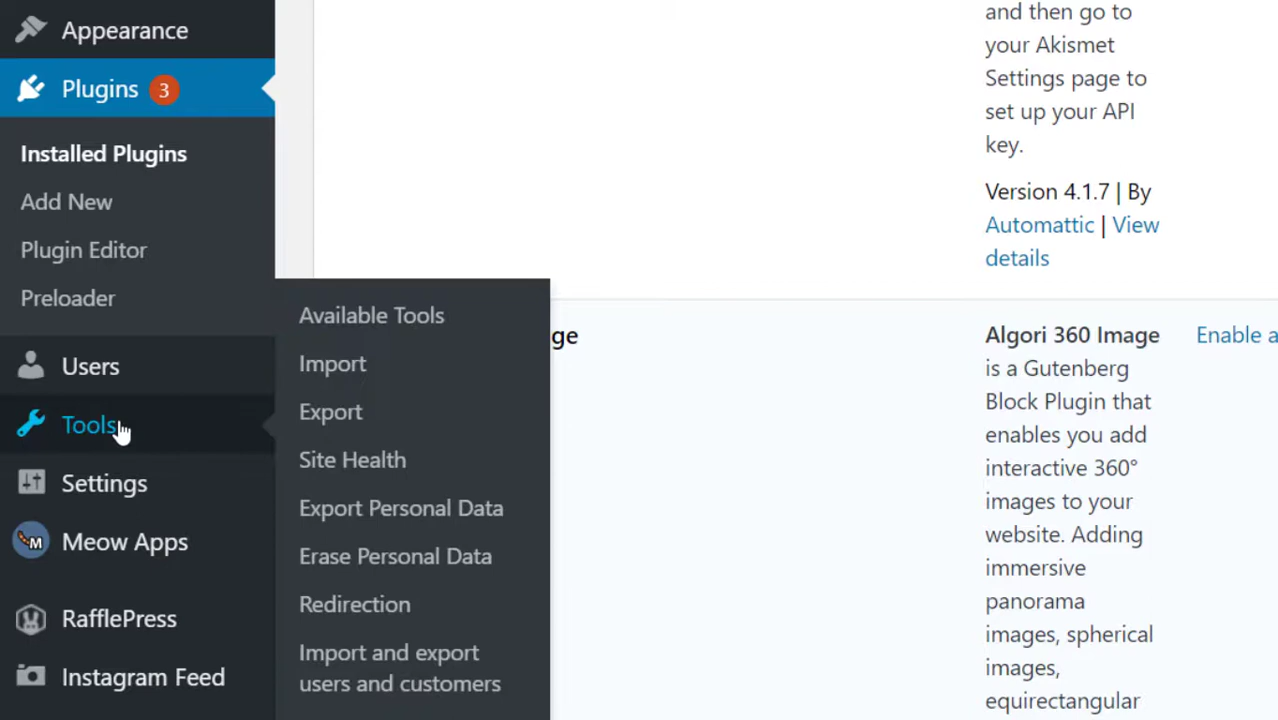 Appearance
Plugins 3
Installed Plugins
Add New
Plugin Editor
Preloader
Users
Tools
Settings
M
Meow Apps
RafflePress
Instagram Feed
Available Tools
Import
Export
Site Health
Export Personal Data
Erase Personal Data
Redirection
Import and export
users and customers
ge
and then go to
your Akismet
Settings page to
set up your API
key.
Version 4.1.7 | By
Automattic | View
details
Algori 360 Image
is a Gutenberg
Block Plugin that
enables you add
interactive 360°
images to your
website. Adding
immersive
panorama
images, spherical
images,
equirectangular
Enable a